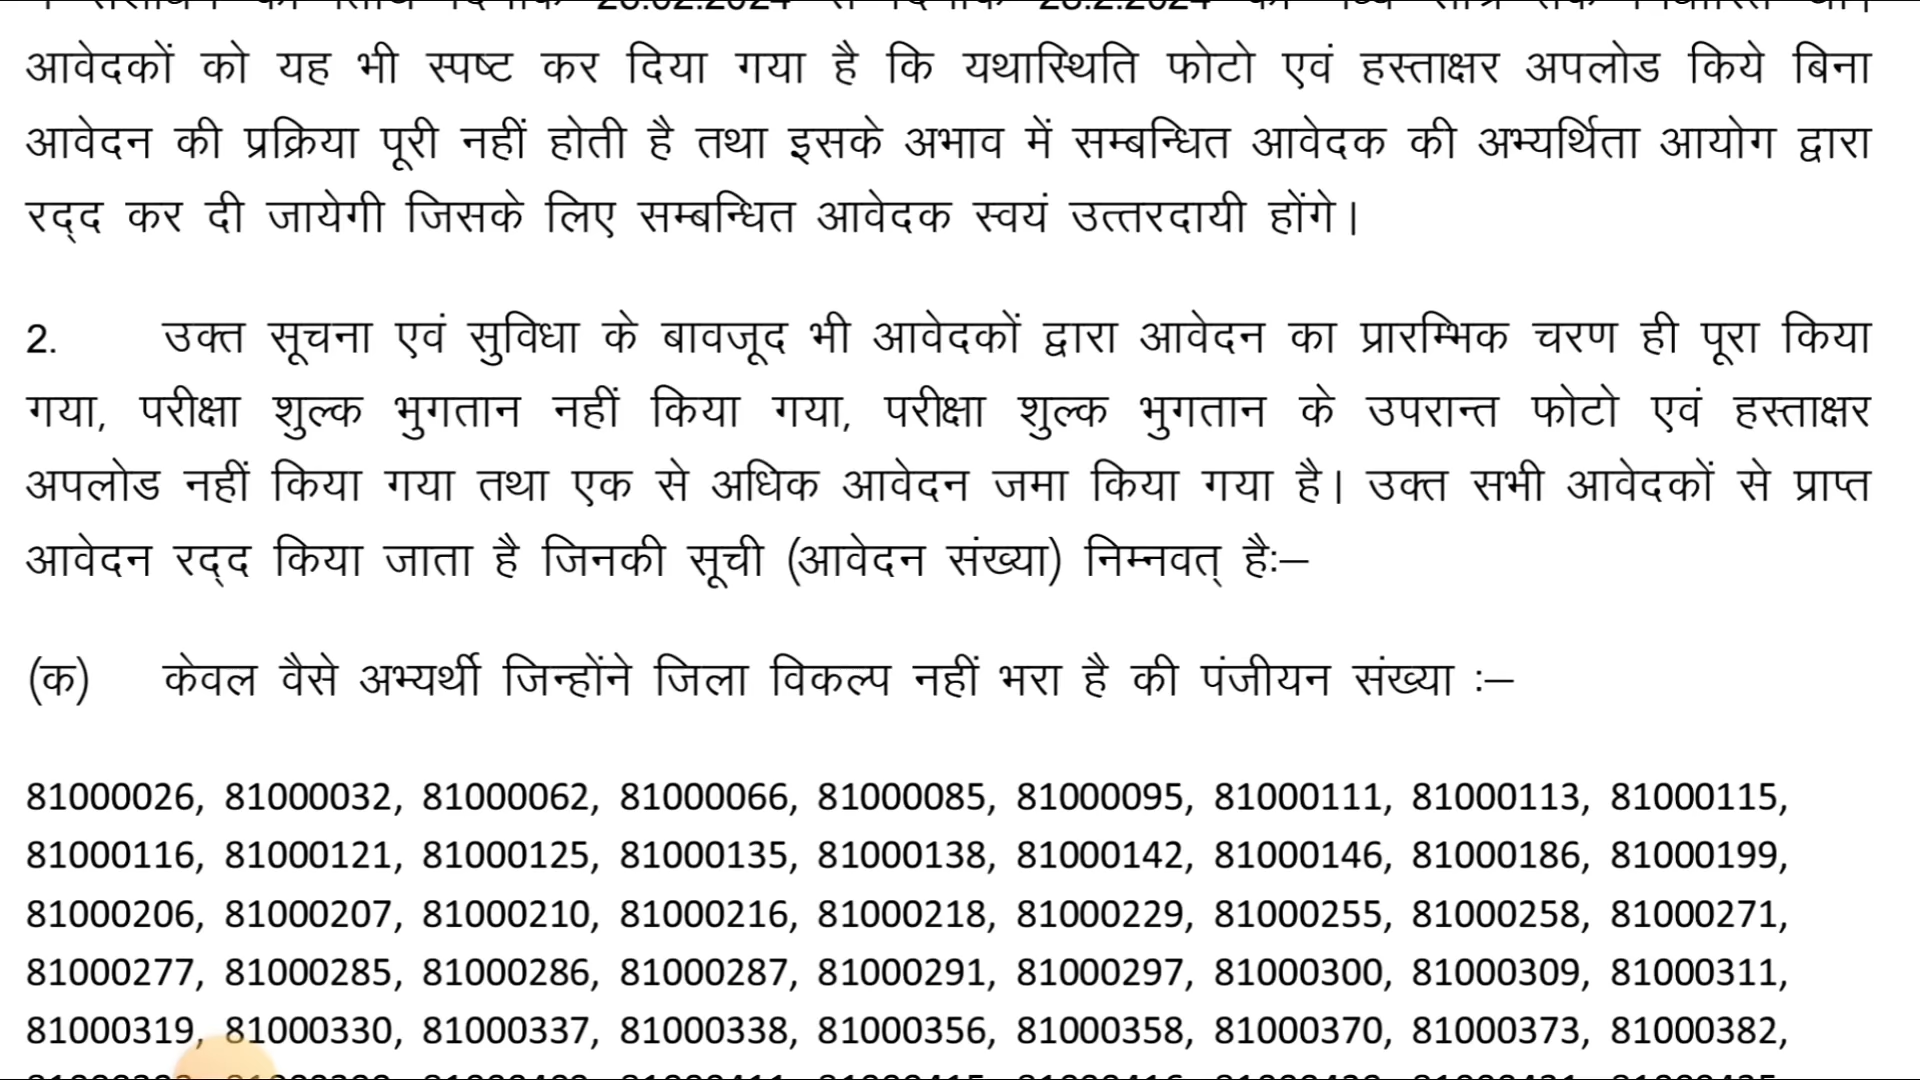 आवेदकों को यह भी स्पष्ट कर दिया गया है कि यथास्थिति फोटो एवं हस्ताक्षर अपलोड किये बिना
आवेदन की प्रक्रिया पूरी नहीं होती है तथा इसके अभाव में सम्बन्धित आवेदक की अभ्यर्थिता आयोग द्वारा
रद्द कर दी जायेगी जिसके लिए सम्बन्धित आवेदक स्वयं उत्तरदायी होंगे।
2. उक्त सूचना एवं सुविधा के बावजूद भी आवेदकों द्वारा आवेदन का प्रारम्भिक चरण ही पूरा किया
गया, परीक्षा शुल्क भुगतान नहीं किया गया, परीक्षा शुल्क भुगतान के उपरान्त फोटो एवं हस्ताक्षर
अपलोड नहीं किया गया तथा एक से अधिक आवेदन जमा किया गया है। उक्त सभी आवेदकों से प्राप्त
आवेदन रद्द किया जाता है जिनकी सूची (आवेदन संख्या) निम्नवत् हैः–
(क) केवल वैसे अभ्यर्थी जिन्होंने जिला विकल्प नहीं भरा है की पंजीयन संख्या :–
81000026, 81000032, 81000062, 81000066, 81000085, 81000095, 81000111, 81000113, 81000115,
81000116, 81000121, 81000125, 81000135, 81000138, 81000142, 81000146, 81000186, 81000199,
81000206, 81000207, 81000210, 81000216, 81000218, 81000229, 81000255, 81000258, 81000271,
81000277, 81000285, 81000286, 81000287, 81000291, 81000297, 81000300, 81000309, 81000311,
81000319, 81000330, 81000337, 81000338, 81000356, 81000358, 81000370, 81000373, 81000382,